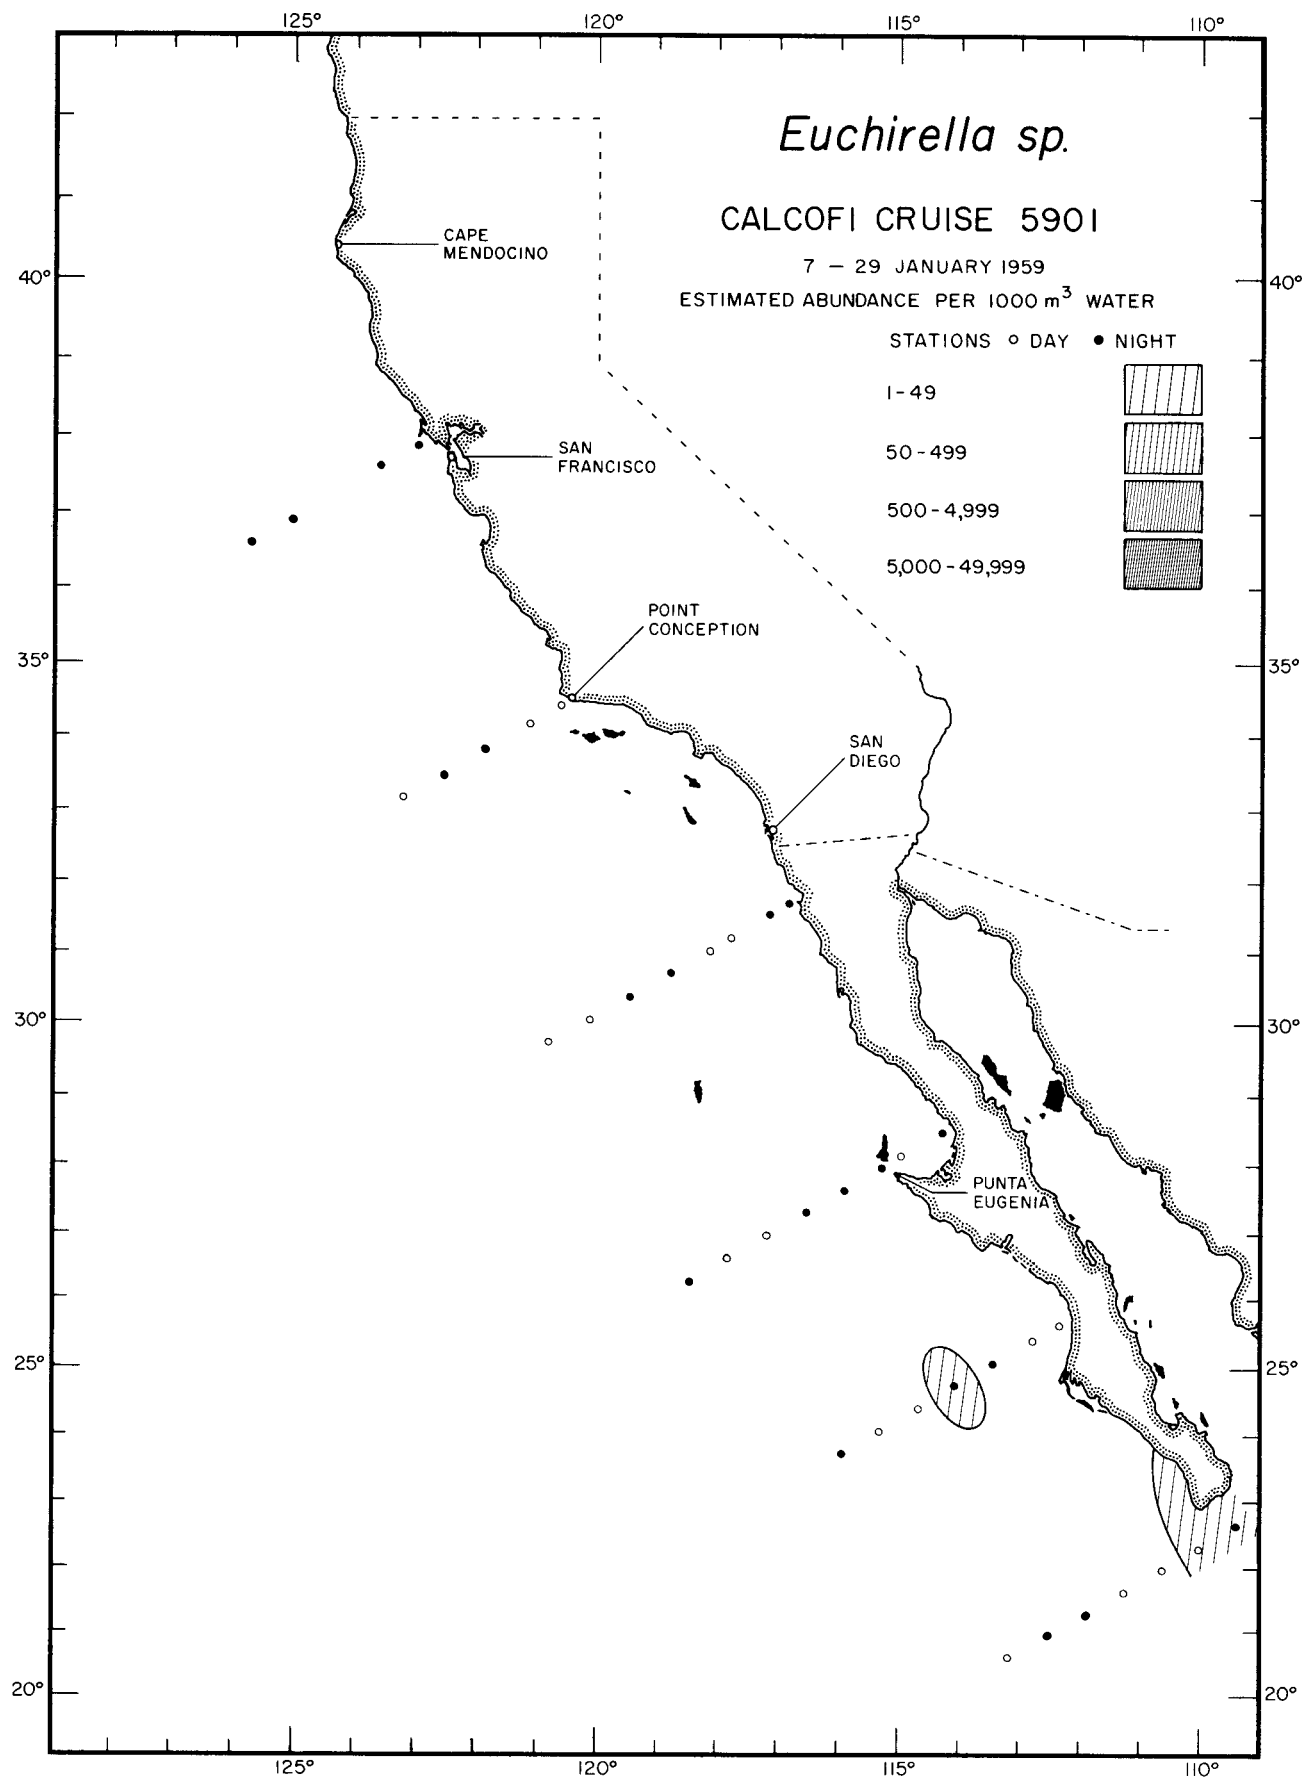 125° 120° 115° 110°
Euchirella sp.
CALCOFI CRUISE 5901
7 – 29 JANUARY 1959
ESTIMATED ABUNDANCE PER 1000 m³ WATER
STATIONS ○ DAY ● NIGHT
1-49
50-499
500-4,999
5,000-49,999
CAPE
MENDOCINO
40° 40°
SAN
FRANCISCO
POINT
CONCEPTION
35° 35°
SAN
DIEGO
30° 30°
PUNTA
EUGENIA
25° 25°
20° 20°
125° 120° 115° 110°